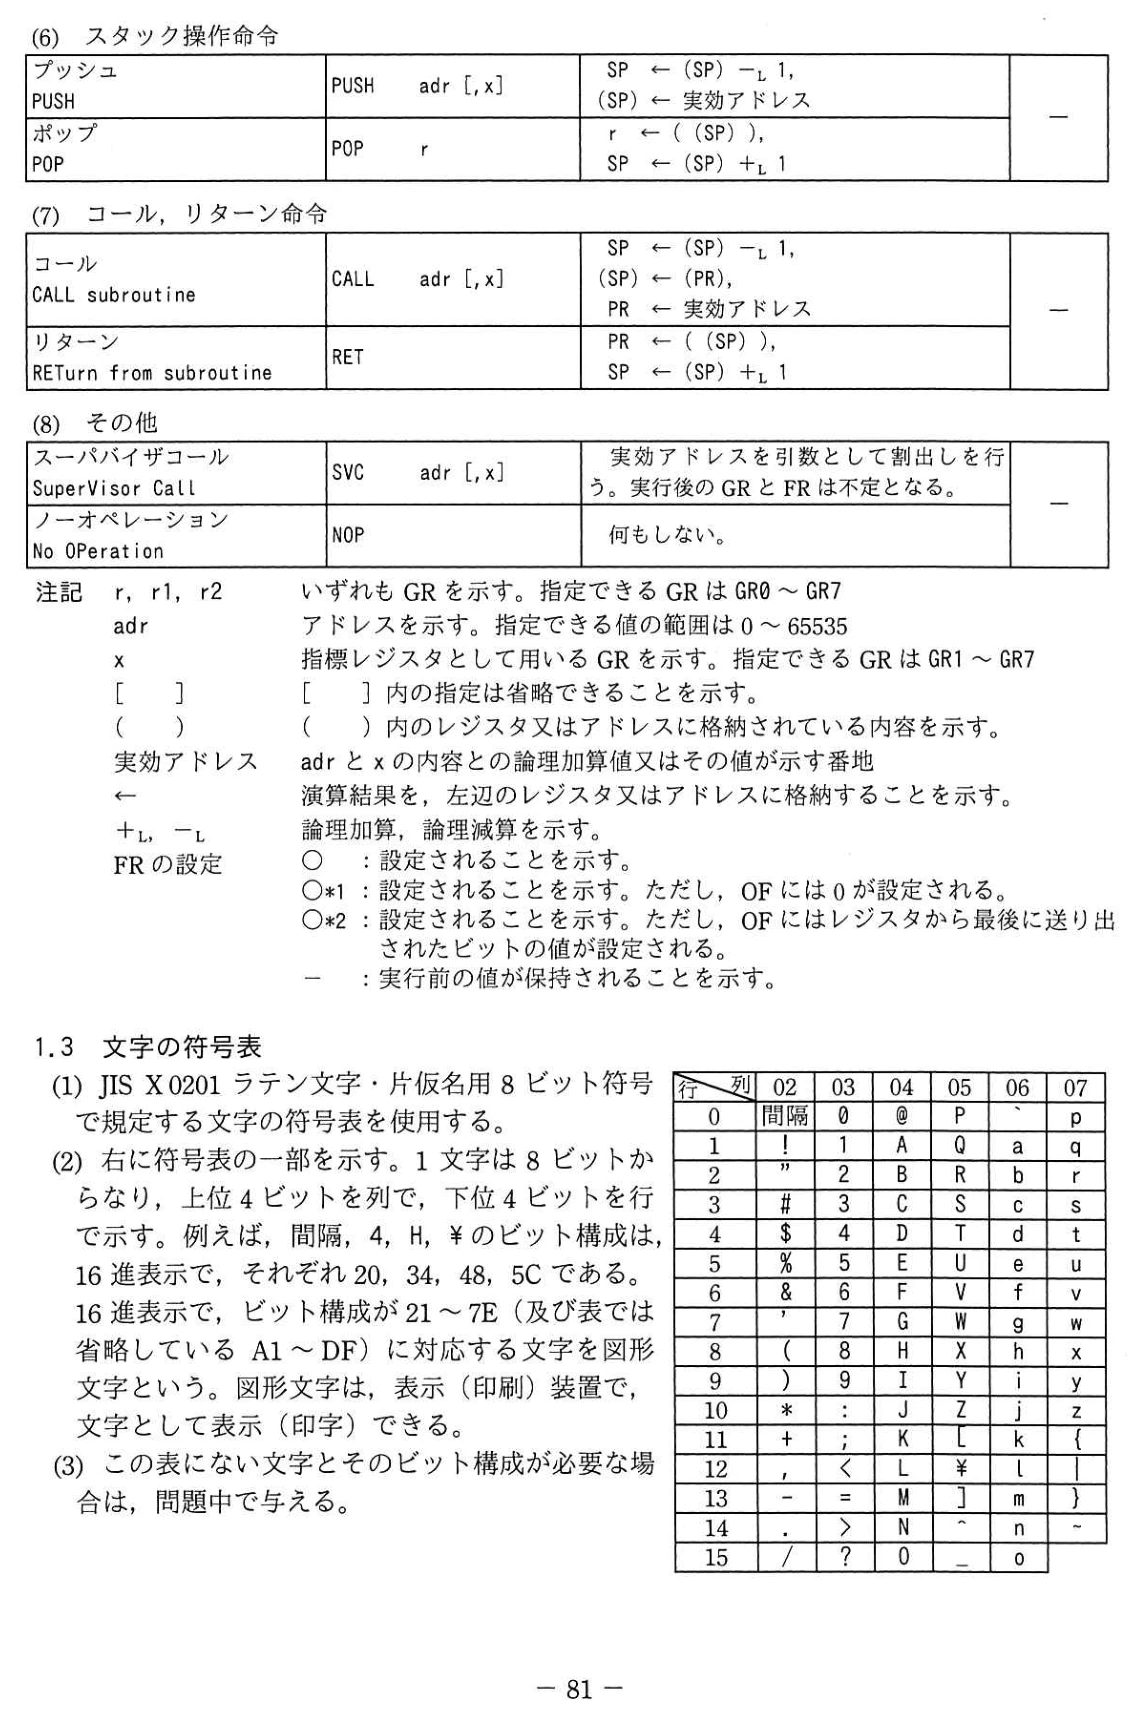 (6) スタック操作命令
プッシュ
PUSH
PUSH adr [,x]
SP ← (SP) −L 1,
(SP) ← 実効アドレス
—
ポップ
POP
POP r
r ← ( (SP) ),
SP ← (SP) +L 1
(7) コール，リターン命令
コール
CALL subroutine
CALL adr [,x]
SP ← (SP) −L 1,
(SP) ← (PR),
PR ← 実効アドレス
—
リターン
RETurn from subroutine
RET
PR ← ( (SP) ),
SP ← (SP) +L 1
(8) その他
スーパバイザコール
SuperVisor Call
SVC adr [,x]
実効アドレスを引数として割出しを行
う。実行後の GR と FR は不定となる。
—
ノーオペレーション
No OPeration
NOP
何もしない。
注記 r, r1, r2 いずれも GR を示す。指定できる GR は GR0 ～ GR7
adr アドレスを示す。指定できる値の範囲は 0 ～ 65535
x 指標レジスタとして用いる GR を示す。指定できる GR は GR1 ～ GR7
[ ] [ ] 内の指定は省略できることを示す。
( ) ( ) 内のレジスタ又はアドレスに格納されている内容を示す。
実効アドレス adr と x の内容との論理加算値又はその値が示す番地
← 演算結果を，左辺のレジスタ又はアドレスに格納することを示す。
+L, −L 論理加算，論理減算を示す。
FR の設定 ○ ：設定されることを示す。
○*1 ：設定されることを示す。ただし，OF には 0 が設定される。
○*2 ：設定されることを示す。ただし，OF にはレジスタから最後に送り出
されたビットの値が設定される。
— ：実行前の値が保持されることを示す。
1.3 文字の符号表
(1) JIS X 0201 ラテン文字・片仮名用 8 ビット符号
で規定する文字の符号表を使用する。
(2) 右に符号表の一部を示す。1 文字は 8 ビットか
らなり，上位 4 ビットを列で，下位 4 ビットを行
で示す。例えば，間隔，4，H，¥ のビット構成は，
16 進表示で，それぞれ 20，34，48，5C である。
16 進表示で，ビット構成が 21 ～ 7E（及び表では
省略している A1 ～ DF）に対応する文字を図形
文字という。図形文字は，表示（印刷）装置で，
文字として表示（印字）できる。
(3) この表にない文字とそのビット構成が必要な場
合は，問題中で与える。
行 列 02 03 04 05 06 07
0 間隔 0 @ P ` p
1 ! 1 A Q a q
2 ” 2 B R b r
3 # 3 C S c s
4 $ 4 D T d t
5 % 5 E U e u
6 & 6 F V f v
7 ’ 7 G W g w
8 ( 8 H X h x
9 ) 9 I Y i y
10 * : J Z j z
11 + ; K [ k {
12 , < L ¥ l |
13 - = M ] m }
14 . > N ^ n ~
15 / ? O _ o
— 81 —